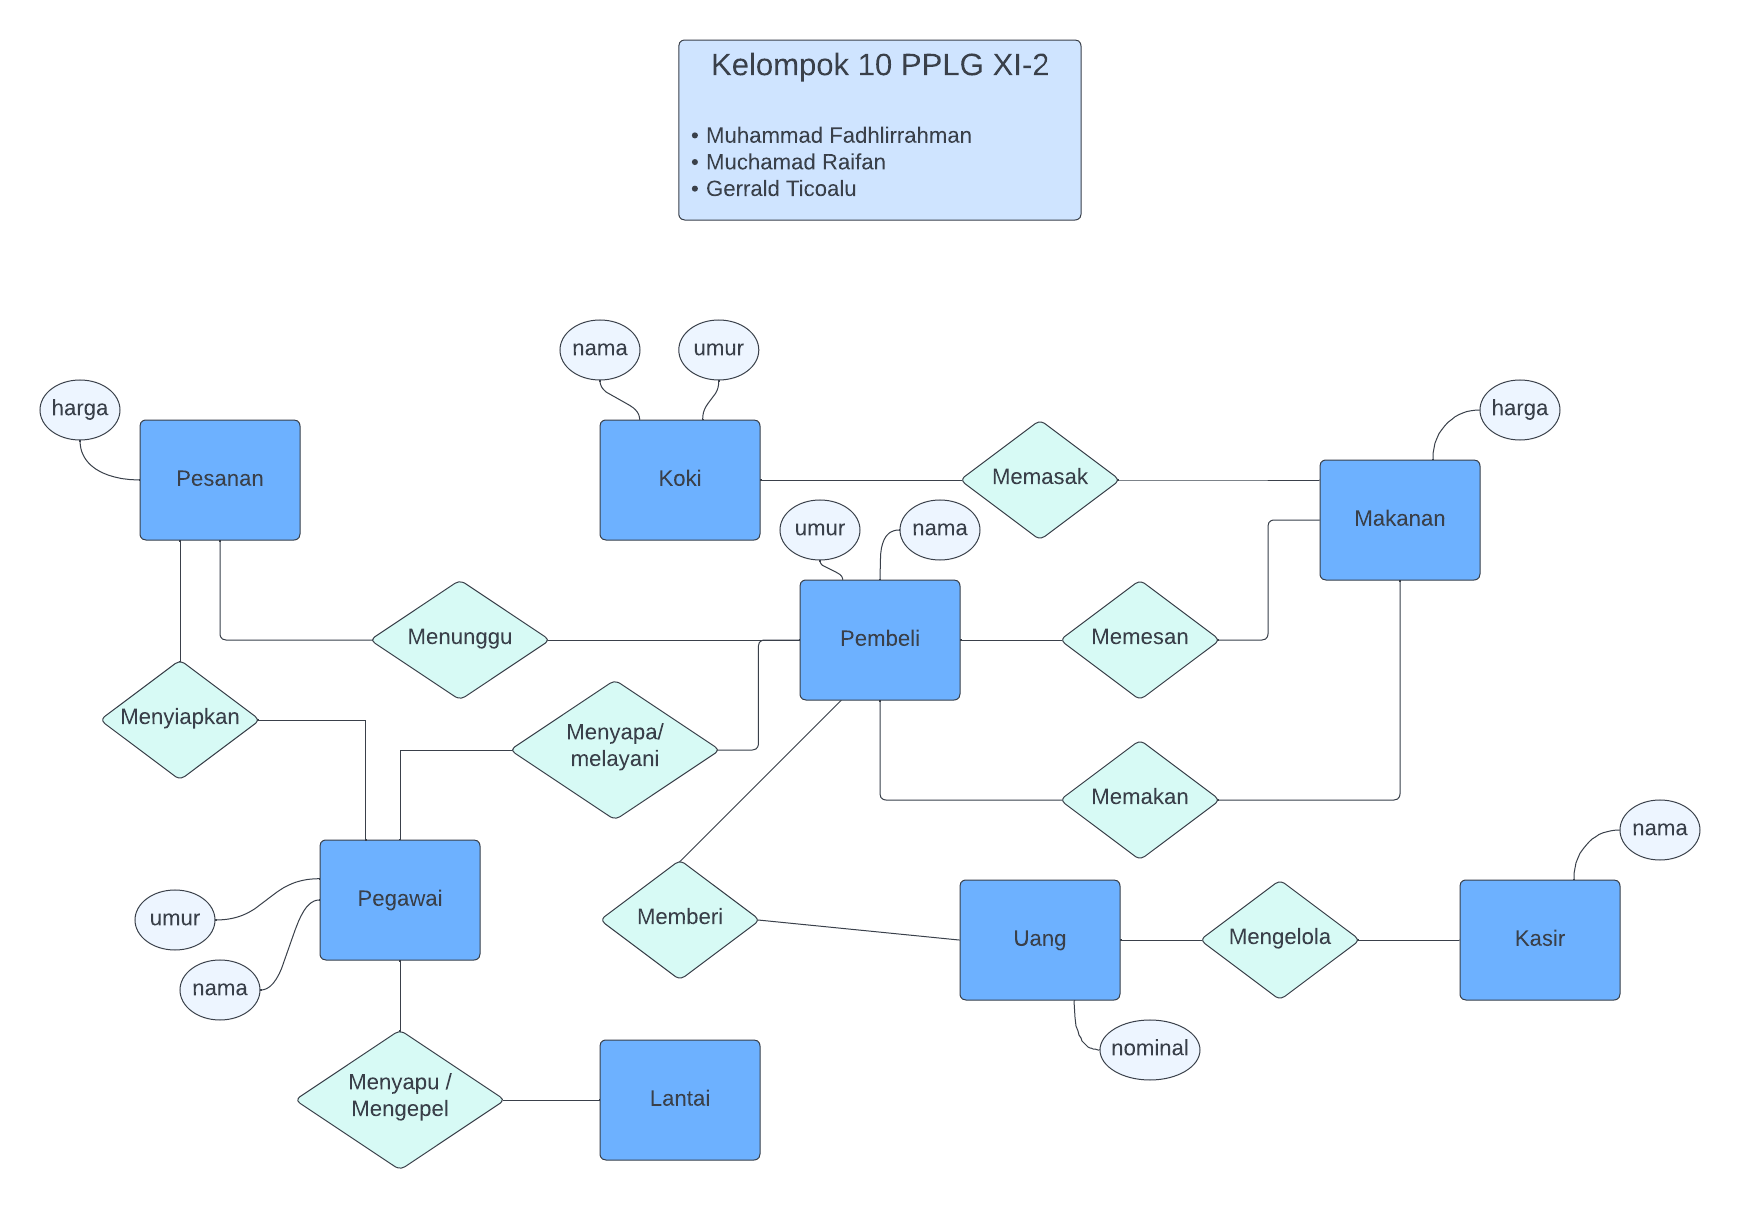 Kelompok 10 PPLG XI-2
• Muhammad Fadhlirrahman
• Muchamad Raifan
• Gerrald Ticoalu
nama
umur
harga
harga
Pesanan
Koki
Memasak
Makanan
umur
nama
Menunggu
Pembeli
Memesan
Menyiapkan
Menyapa/
melayani
Memakan
nama
Pegawai
umur
Memberi
Uang
Mengelola
Kasir
nama
nominal
Menyapu /
Mengepel
Lantai